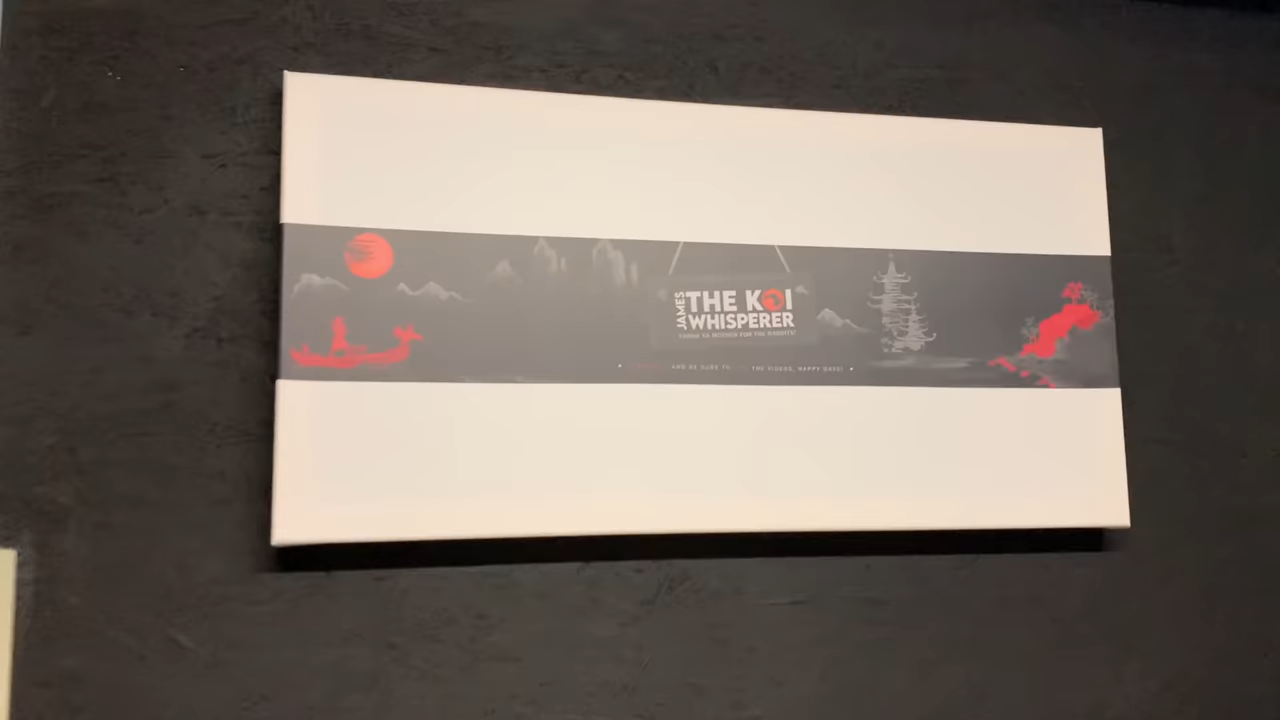 JAMES
THE KOI
WHISPERER
AND BE SURE TO THE VIDEOS, HAPPY DAYS!